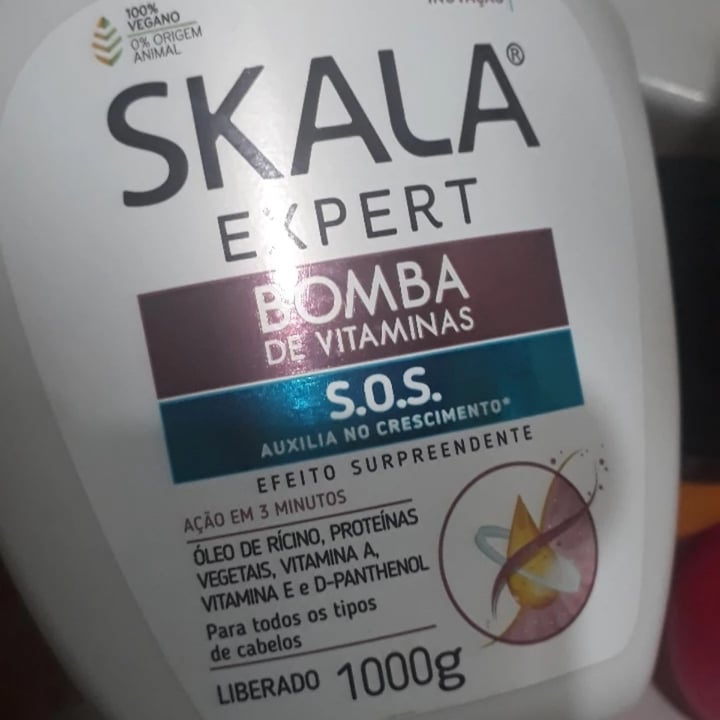 100%
VEGANO
0% ORIGEM
ANIMAL
SKALA®
EXPERT
BOMBA
DE VITAMINAS
S.O.S.
AUXILIA NO CRESCIMENTO*
EFEITO SURPREENDENTE
AÇÃO EM 3 MINUTOS
ÓLEO DE RÍCINO, PROTEÍNAS
VEGETAIS, VITAMINA A,
VITAMINA E e D-PANTHENOL
Para todos os tipos
de cabelos
LIBERADO 1000g